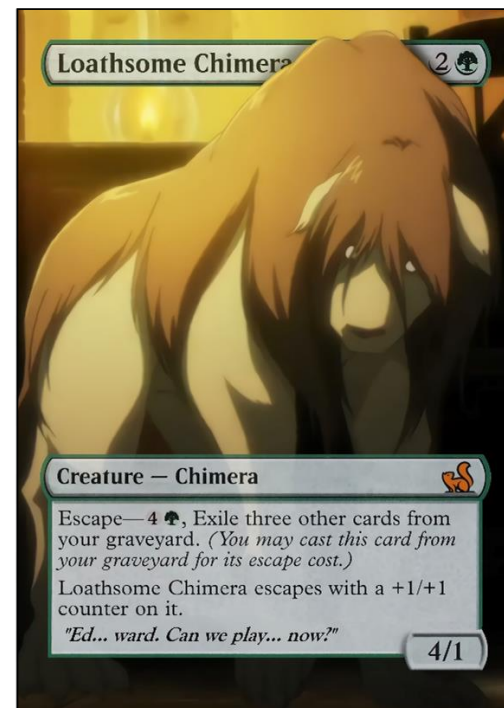 Loathsome Chimera 2
Creature — Chimera
Escape—4, Exile three other cards from
your graveyard. (You may cast this card from
your graveyard for its escape cost.)
Loathsome Chimera escapes with a +1/+1
counter on it.
"Ed... ward. Can we play... now?"
4/1